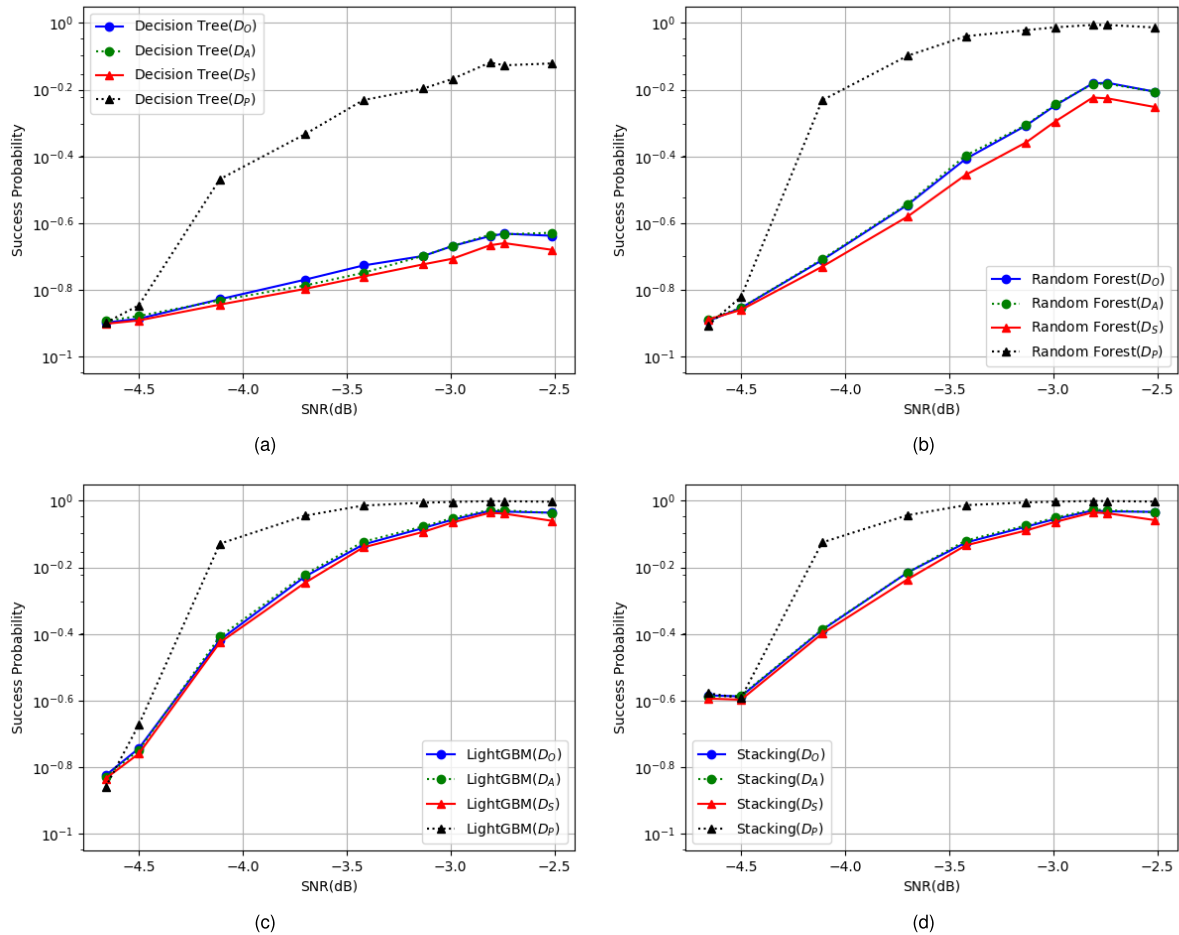 10^0
10^−0.2
10^−0.4
10^−0.6
10^−0.8
10^−1
Success Probability
Decision Tree(D_O)
Decision Tree(D_A)
Decision Tree(D_S)
Decision Tree(D_P)
−4.5 −4.0 −3.5 −3.0 −2.5
SNR(dB)
(a)
10^0
10^−0.2
10^−0.4
10^−0.6
10^−0.8
10^−1
Success Probability
Random Forest(D_O)
Random Forest(D_A)
Random Forest(D_S)
Random Forest(D_P)
−4.5 −4.0 −3.5 −3.0 −2.5
SNR(dB)
(b)
10^0
10^−0.2
10^−0.4
10^−0.6
10^−0.8
10^−1
Success Probability
LightGBM(D_O)
LightGBM(D_A)
LightGBM(D_S)
LightGBM(D_P)
−4.5 −4.0 −3.5 −3.0 −2.5
SNR(dB)
(c)
10^0
10^−0.2
10^−0.4
10^−0.6
10^−0.8
10^−1
Success Probability
Stacking(D_O)
Stacking(D_A)
Stacking(D_S)
Stacking(D_P)
−4.5 −4.0 −3.5 −3.0 −2.5
SNR(dB)
(d)